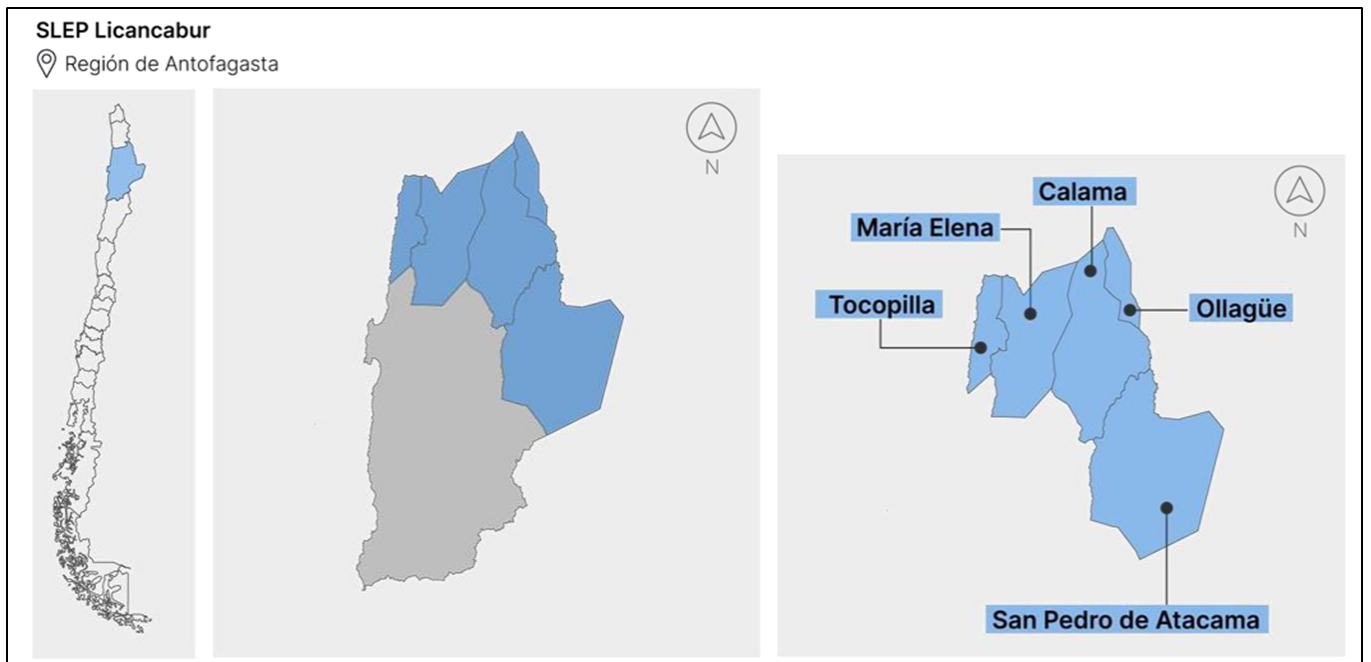 SLEP Licancabur
Región de Antofagasta
N
N
Calama
María Elena
Tocopilla
Ollagüe
San Pedro de Atacama